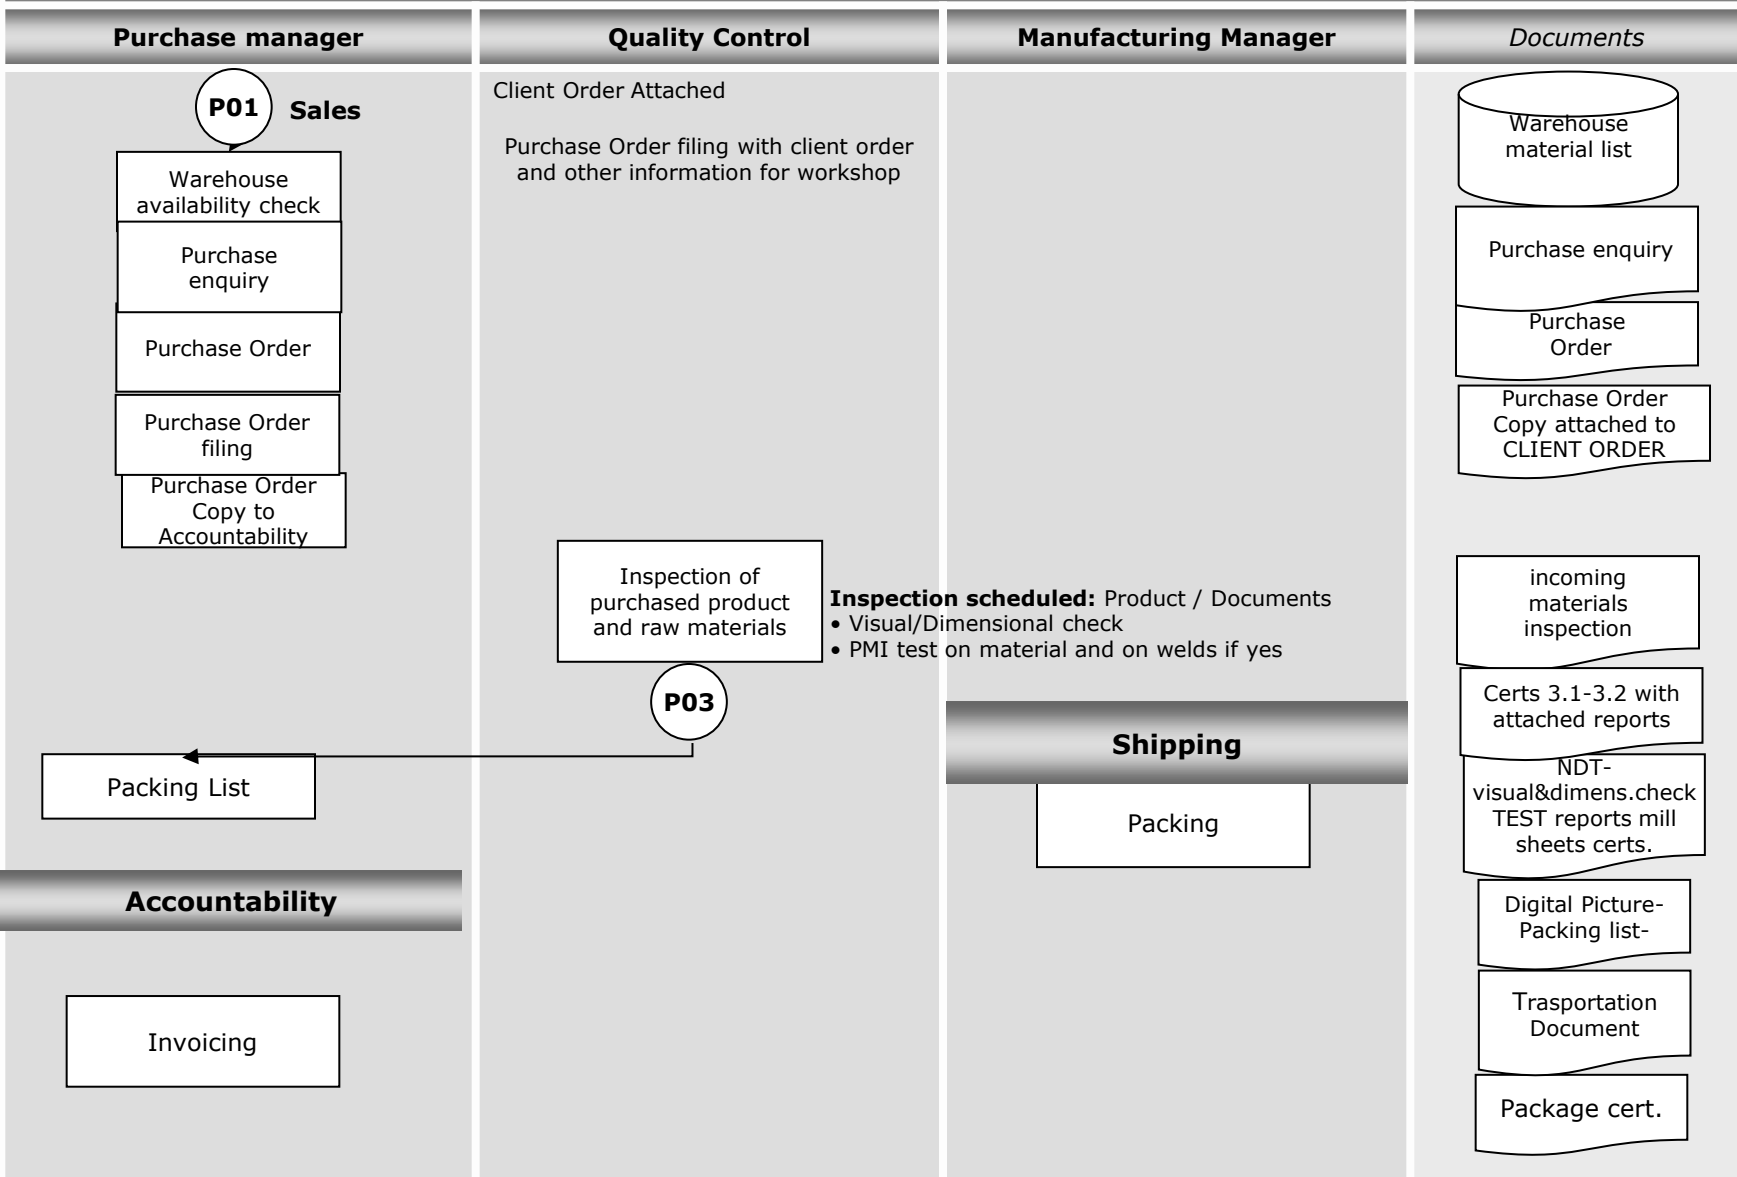 Purchase manager
Quality Control
Manufacturing Manager
Documents
P01
Sales
Warehouse
availability check
Purchase
enquiry
Purchase Order
Purchase Order
filing
Purchase Order
Copy to
Accountability
Packing List
Accountability
Invoicing
Client Order Attached
Purchase Order filing with client order
and other information for workshop
Inspection of
purchased product
and raw materials
Inspection scheduled: Product / Documents
• Visual/Dimensional check
• PMI test on material and on welds if yes
P03
Shipping
Packing
Warehouse
material list
Purchase enquiry
Purchase
Order
Purchase Order
Copy attached to
CLIENT ORDER
incoming
materials
inspection
Certs 3.1-3.2 with
attached reports
NDT-
visual&dimens.check
TEST reports mill
sheets certs.
Digital Picture-
Packing list-
Trasportation
Document
Package cert.